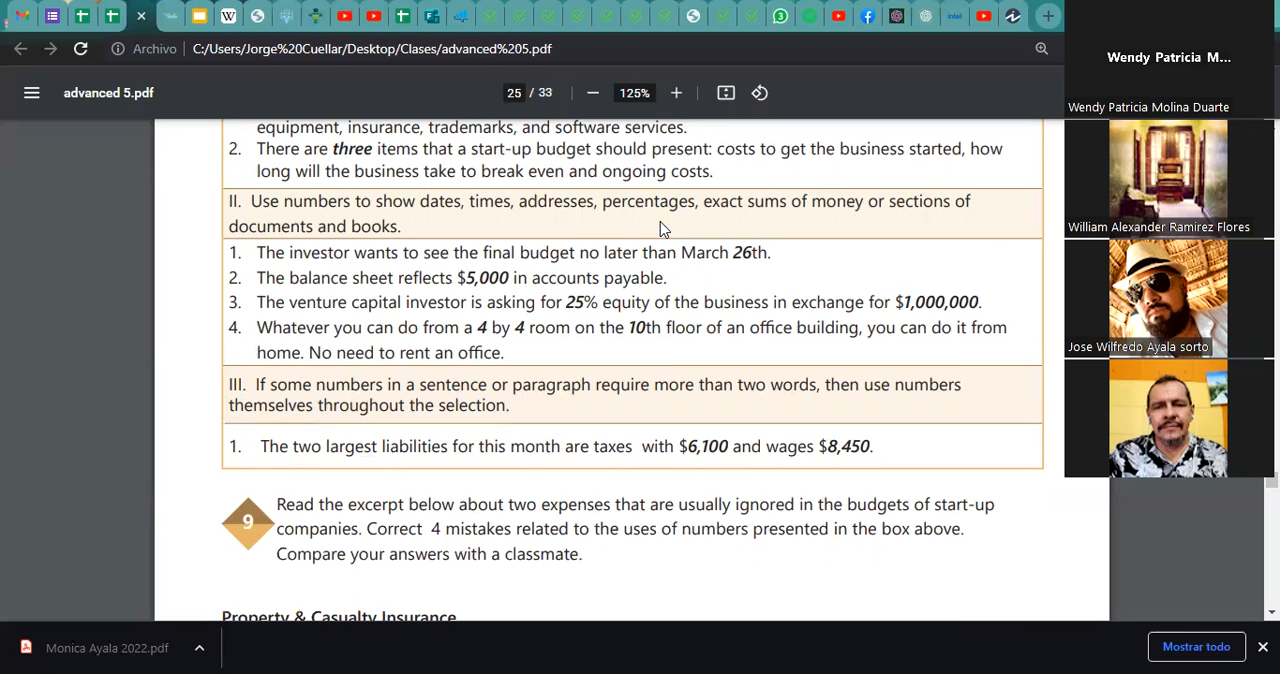 3
intel
Archivo
C:/Users/Jorge%20Cuellar/Desktop/Clases/advanced%205.pdf
advanced 5.pdf
25 / 33
125%
equipment, insurance, trademarks, and software services.
2. There are three items that a start-up budget should present: costs to get the business started, how
long will the business take to break even and ongoing costs.
II. Use numbers to show dates, times, addresses, percentages, exact sums of money or sections of
documents and books.
1. The investor wants to see the final budget no later than March 26th.
2. The balance sheet reflects $5,000 in accounts payable.
3. The venture capital investor is asking for 25% equity of the business in exchange for $1,000,000.
4. Whatever you can do from a 4 by 4 room on the 10th floor of an office building, you can do it from
home. No need to rent an office.
III. If some numbers in a sentence or paragraph require more than two words, then use numbers
themselves throughout the selection.
1. The two largest liabilities for this month are taxes with $6,100 and wages $8,450.
9
Read the excerpt below about two expenses that are usually ignored in the budgets of start-up
companies. Correct 4 mistakes related to the uses of numbers presented in the box above.
Compare your answers with a classmate.
Property & Casualty Insurance
Wendy Patricia M...
Wendy Patricia Molina Duarte
William Alexander Ramirez Flores
Jose Wilfredo Ayala sorto
Monica Ayala 2022.pdf
Mostrar todo